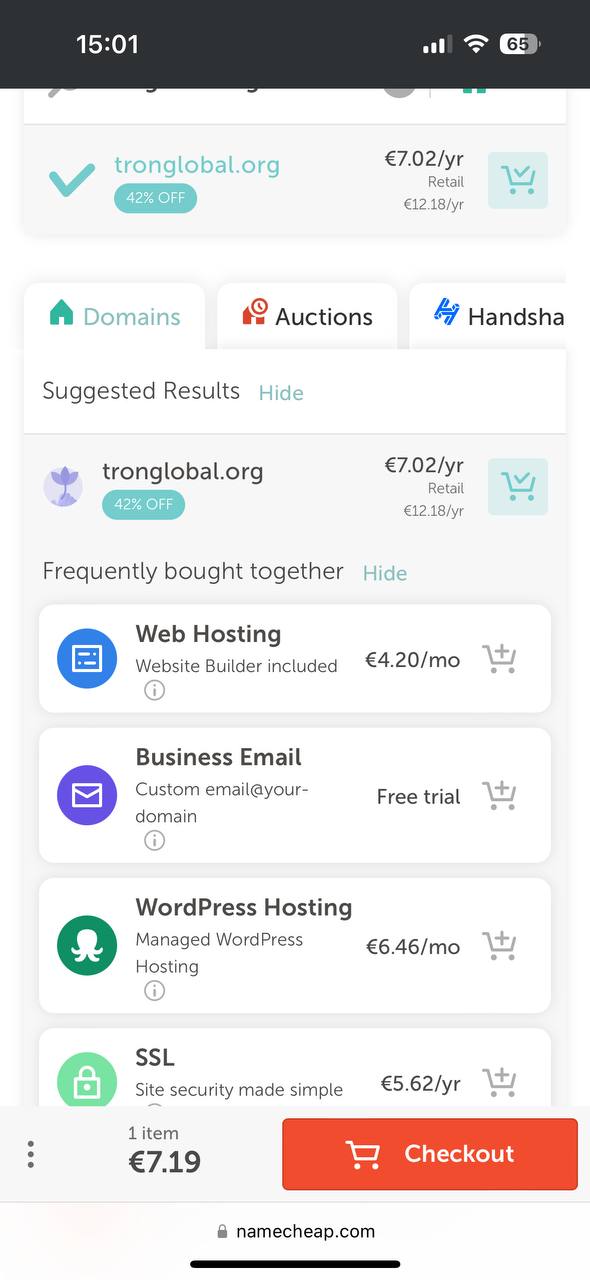 15:01
65
tronglobal.org
€7.02/yr
42% OFF
Retail
€12.18/yr
Domains
Auctions
Handsha
Suggested Results Hide
tronglobal.org
€7.02/yr
42% OFF
Retail
€12.18/yr
Frequently bought together Hide
Web Hosting
Website Builder included
€4.20/mo
Business Email
Custom email@your-
domain
Free trial
WordPress Hosting
Managed WordPress
Hosting
€6.46/mo
SSL
Site security made simple
€5.62/yr
1 item
€7.19
Checkout
namecheap.com